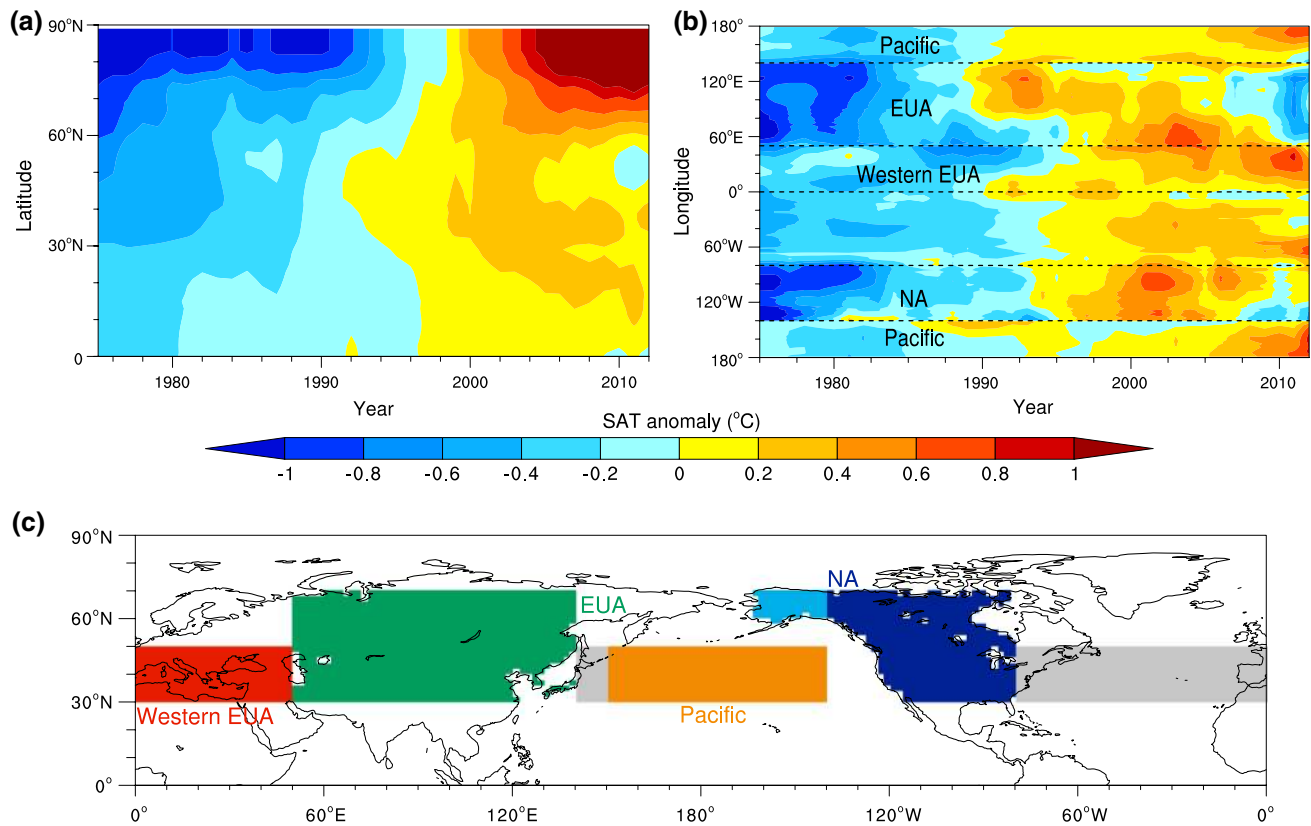 (a)
90°N
60°N
30°N
0
Latitude
1980
1990
2000
2010
Year
(b)
180°
120°E
60°E
0°
60°W
120°W
180°
Longitude
Pacific
EUA
Western EUA
NA
Pacific
1980
1990
2000
2010
Year
SAT anomaly (°C)
-1 -0.8 -0.6 -0.4 -0.2 0 0.2 0.4 0.6 0.8 1
(c)
90°N
60°N
30°N
0°
NA
EUA
Western EUA
Pacific
0° 60°E 120°E 180° 120°W 60°W 0°